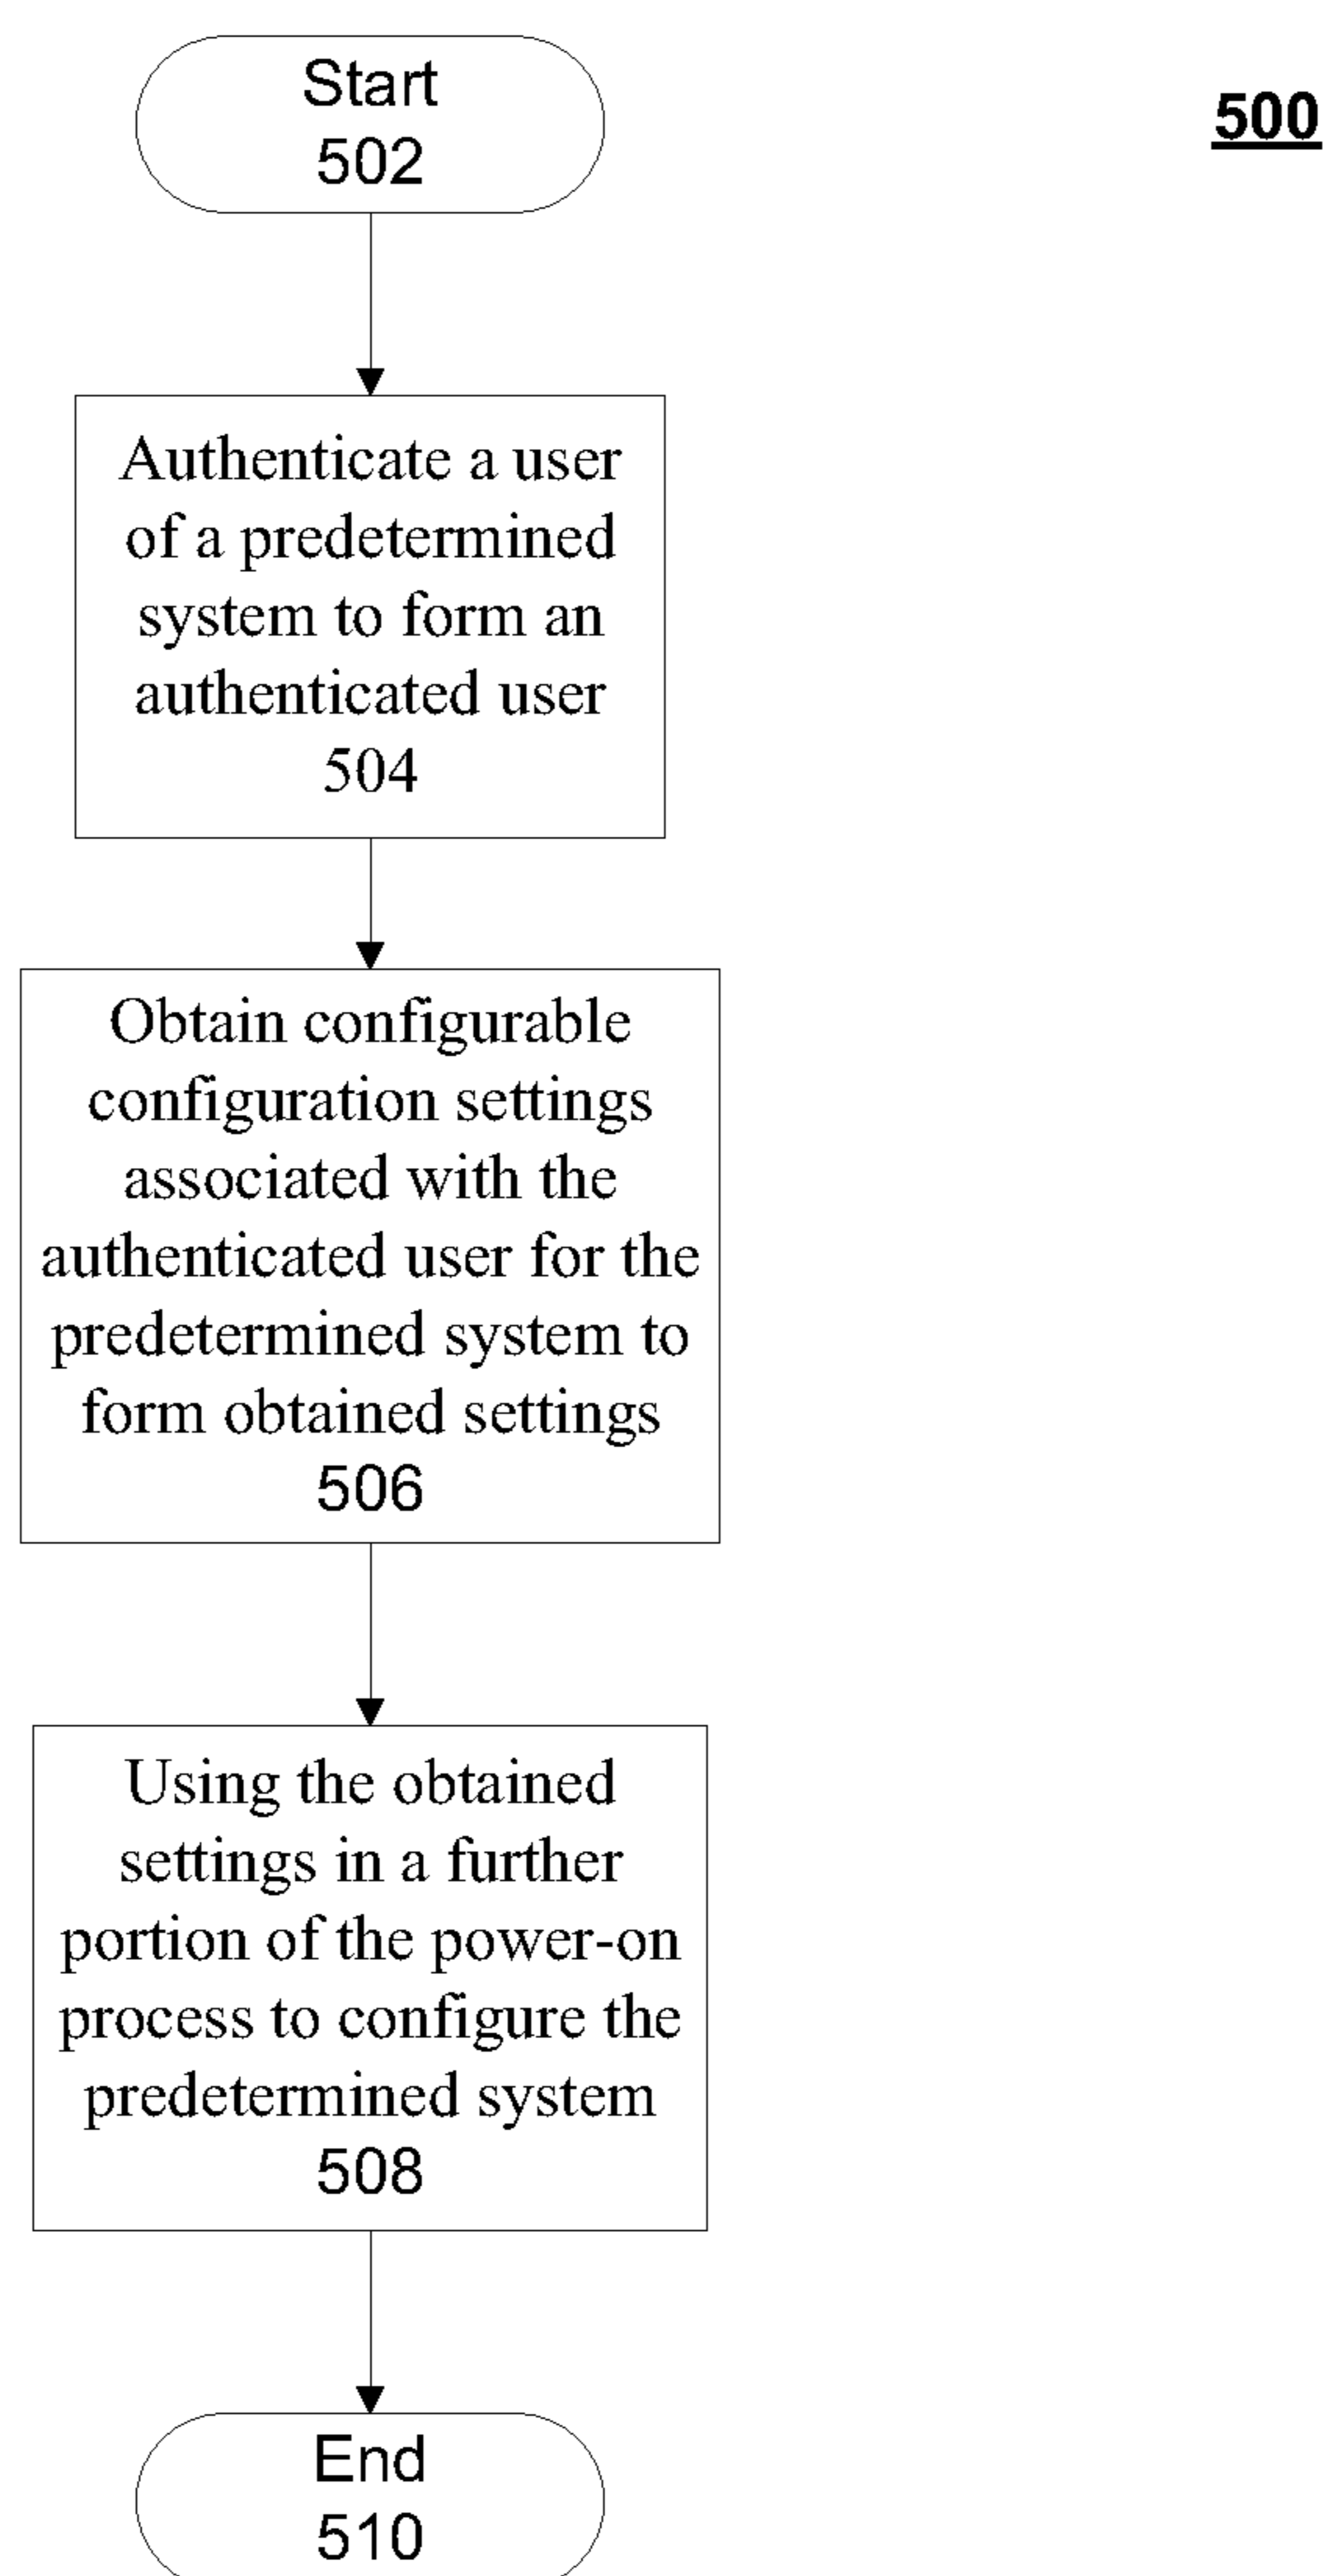 Start
502
500
Authenticate a user
of a predetermined
system to form an
authenticated user
504
Obtain configurable
configuration settings
associated with the
authenticated user for the
predetermined system to
form obtained settings
506
Using the obtained
settings in a further
portion of the power-on
process to configure the
predetermined system
508
End
510